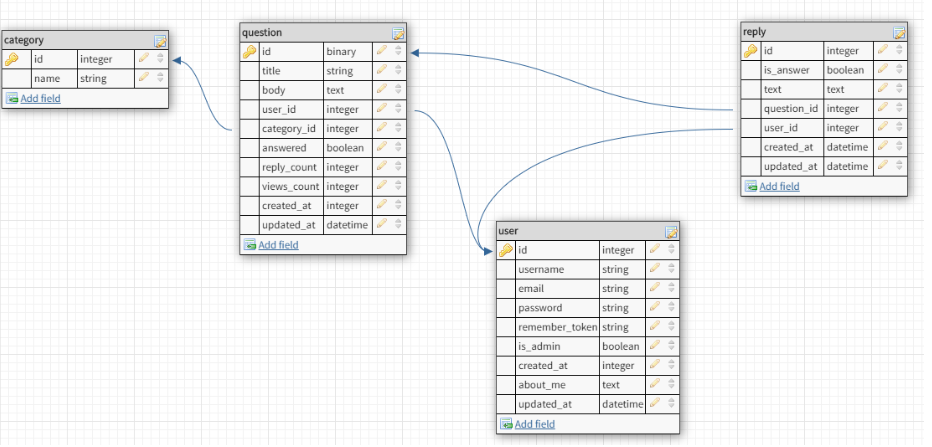 category
id integer
name string
Add field
question
id binary
title string
body text
user_id integer
category_id integer
answered boolean
reply_count integer
views_count integer
created_at integer
updated_at datetime
Add field
reply
id integer
is_answer boolean
text text
question_id integer
user_id integer
created_at datetime
updated_at datetime
Add field
user
id integer
username string
email string
password string
remember_token string
is_admin boolean
created_at integer
about_me text
updated_at datetime
Add field